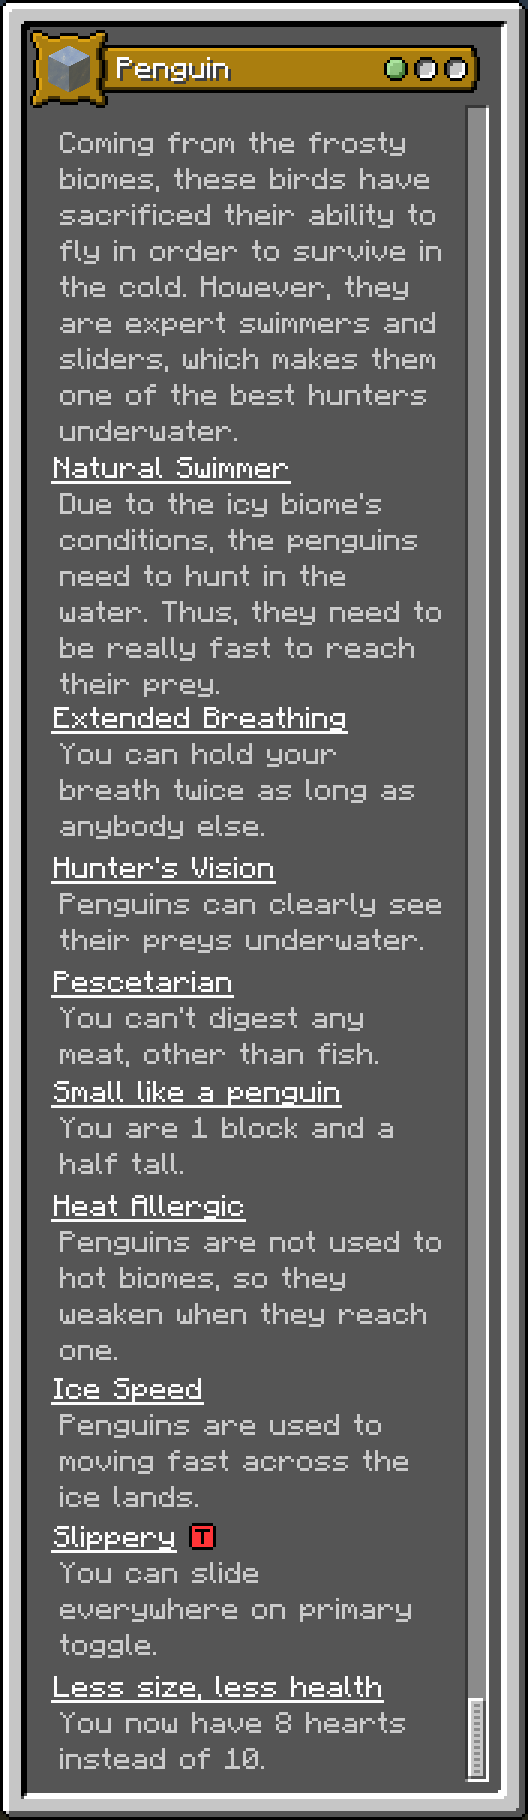 Penguin
Coming from the frosty
biomes, these birds have
sacrificed their ability to
fly in order to survive in
the cold. However, they
are expert swimmers and
sliders, which makes them
one of the best hunters
underwater.
Natural Swimmer
Due to the icy biome's
conditions, the penguins
need to hunt in the
water. Thus, they need to
be really fast to reach
their prey.
Extended Breathing
You can hold your
breath twice as long as
anybody else.
Hunter's Vision
Penguins can clearly see
their preys underwater.
Pescetarian
You can't digest any
meat, other than fish.
Small like a penguin
You are 1 block and a
half tall.
Heat Allergic
Penguins are not used to
hot biomes, so they
weaken when they reach
one.
Ice Speed
Penguins are used to
moving fast across the
ice lands.
Slippery T
You can slide
everywhere on primary
toggle.
Less size, less health
You now have 8 hearts
instead of 10.